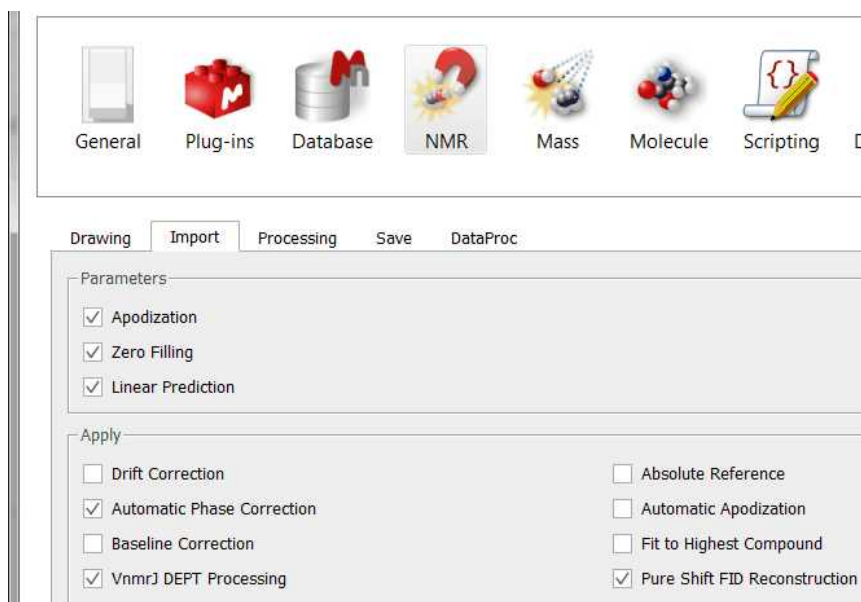 General Plug-ins Database NMR Mass Molecule Scripting
Drawing Import Processing Save DataProc
Parameters
Apodization
Zero Filling
Linear Prediction
Apply
Drift Correction Absolute Reference
Automatic Phase Correction Automatic Apodization
Baseline Correction Fit to Highest Compound
VnmrJ DEPT Processing Pure Shift FID Reconstruction